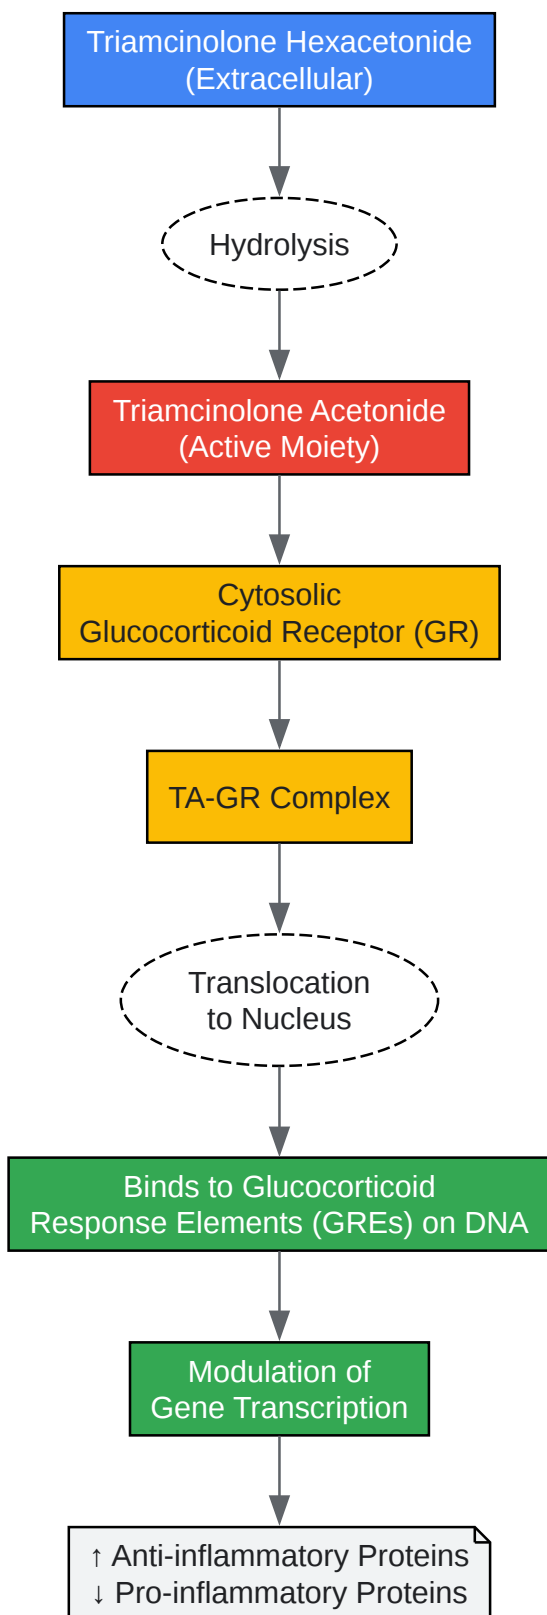 Triamcinolone Hexacetonide
(Extracellular)
Hydrolysis
Triamcinolone Acetonide
(Active Moiety)
Cytosolic
Glucocorticoid Receptor (GR)
TA-GR Complex
Translocation
to Nucleus
Binds to Glucocorticoid
Response Elements (GREs) on DNA
Modulation of
Gene Transcription
↑ Anti-inflammatory Proteins
↓ Pro-inflammatory Proteins